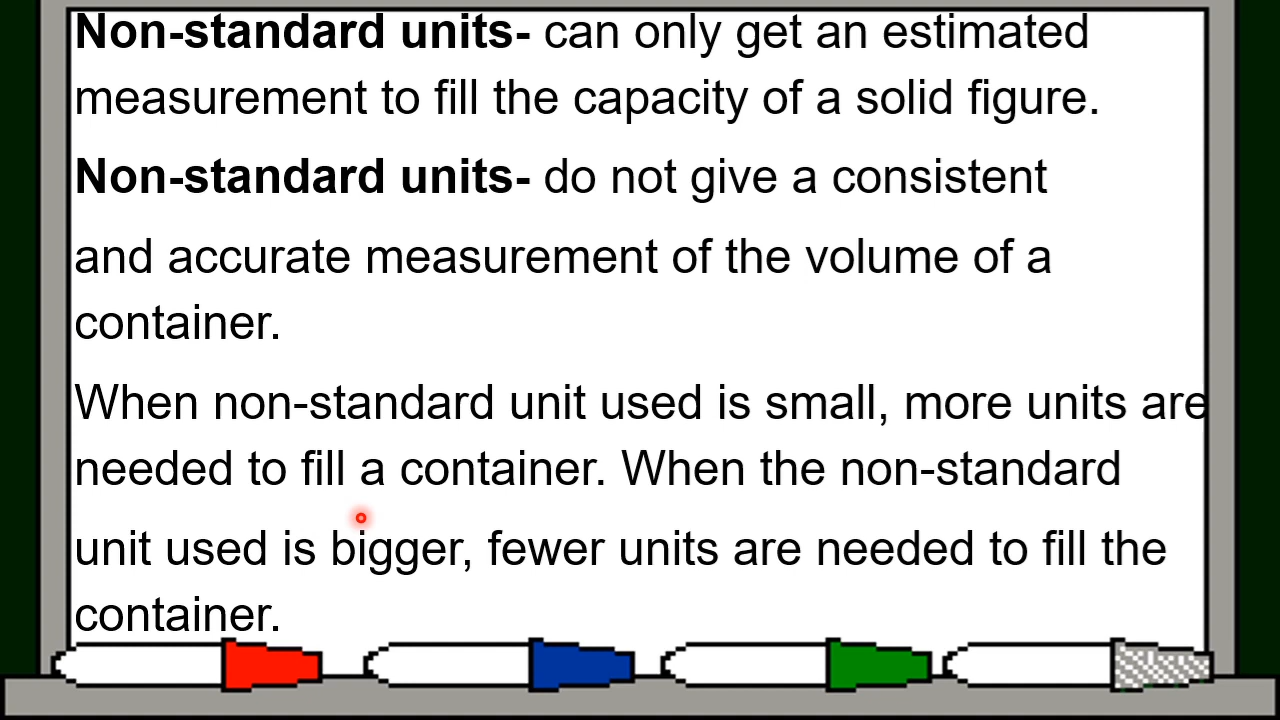 Non-standard units- can only get an estimated
measurement to fill the capacity of a solid figure.
Non-standard units- do not give a consistent
and accurate measurement of the volume of a
container.
When non-standard unit used is small, more units are
needed to fill a container. When the non-standard
unit used is bigger, fewer units are needed to fill the
container.